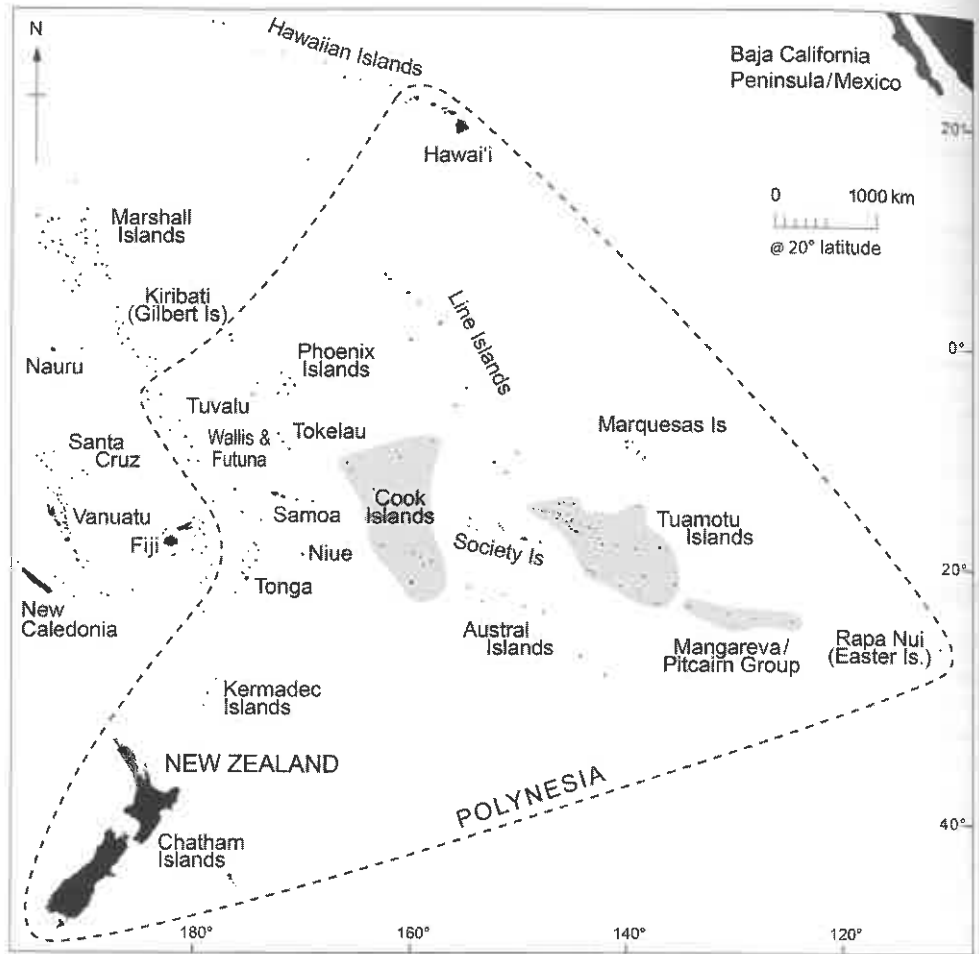 N
Hawaiian Islands
Baja California
Peninsula/Mexico
20°
Hawai'i
0 1000 km
@ 20° latitude
Marshall
Islands
Kiribati
(Gilbert Is)
Line Islands
Nauru
Phoenix
Islands
0°
Tuvalu
Tokelau
Wallis &
Futuna
Marquesas Is
Santa
Cruz
Cook
Islands
Vanuatu
Samoa
Tuamotu
Islands
Fiji
Niue
Society Is
Tonga
20°
New
Caledonia
Austral
Islands
Mangareva/
Pitcairn Group
Rapa Nui
(Easter Is.)
Kermadec
Islands
NEW ZEALAND
POLYNESIA
40°
Chatham
Islands
180°
160°
140°
120°